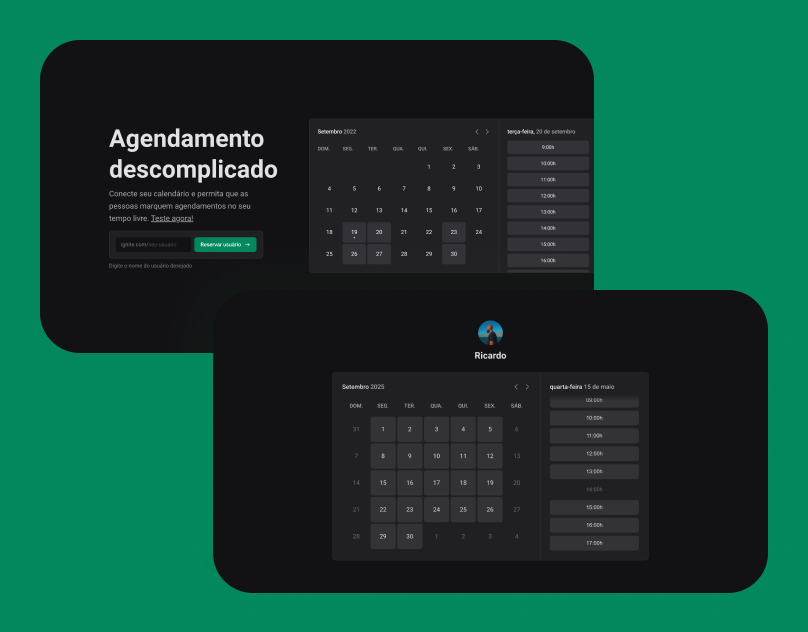 Agendamento
descomplicado
Conecte seu calendário e permita que as
pessoas marquem agendamentos no seu
tempo livre. Teste agora!
ignite.com/seu-usuario
Reservar usuário →
Digite o nome do usuário desejado
Setembro 2022
< >
DOM. SEG. TER. QUA. QUI. SEX. SÁB.
1 2 3
4 5 6 7 8 9 10
11 12 13 14 15 16 17
18 19 20 21 22 23 24
25 26 27 28 29 30
terça-feira, 20 de setembro
9:00h
10:00h
11:00h
12:00h
13:00h
14:00h
15:00h
16:00h
Ricardo
Setembro 2025
< >
DOM. SEG. TER. QUA. QUI. SEX. SÁB.
31 1 2 3 4 5 6
7 8 9 10 11 12 13
14 15 16 17 18 19 20
21 22 23 24 25 26 27
28 29 30 1 2 3 4
quarta-feira 15 de maio
09:00h
10:00h
11:00h
12:00h
13:00h
14:00h
15:00h
16:00h
17:00h